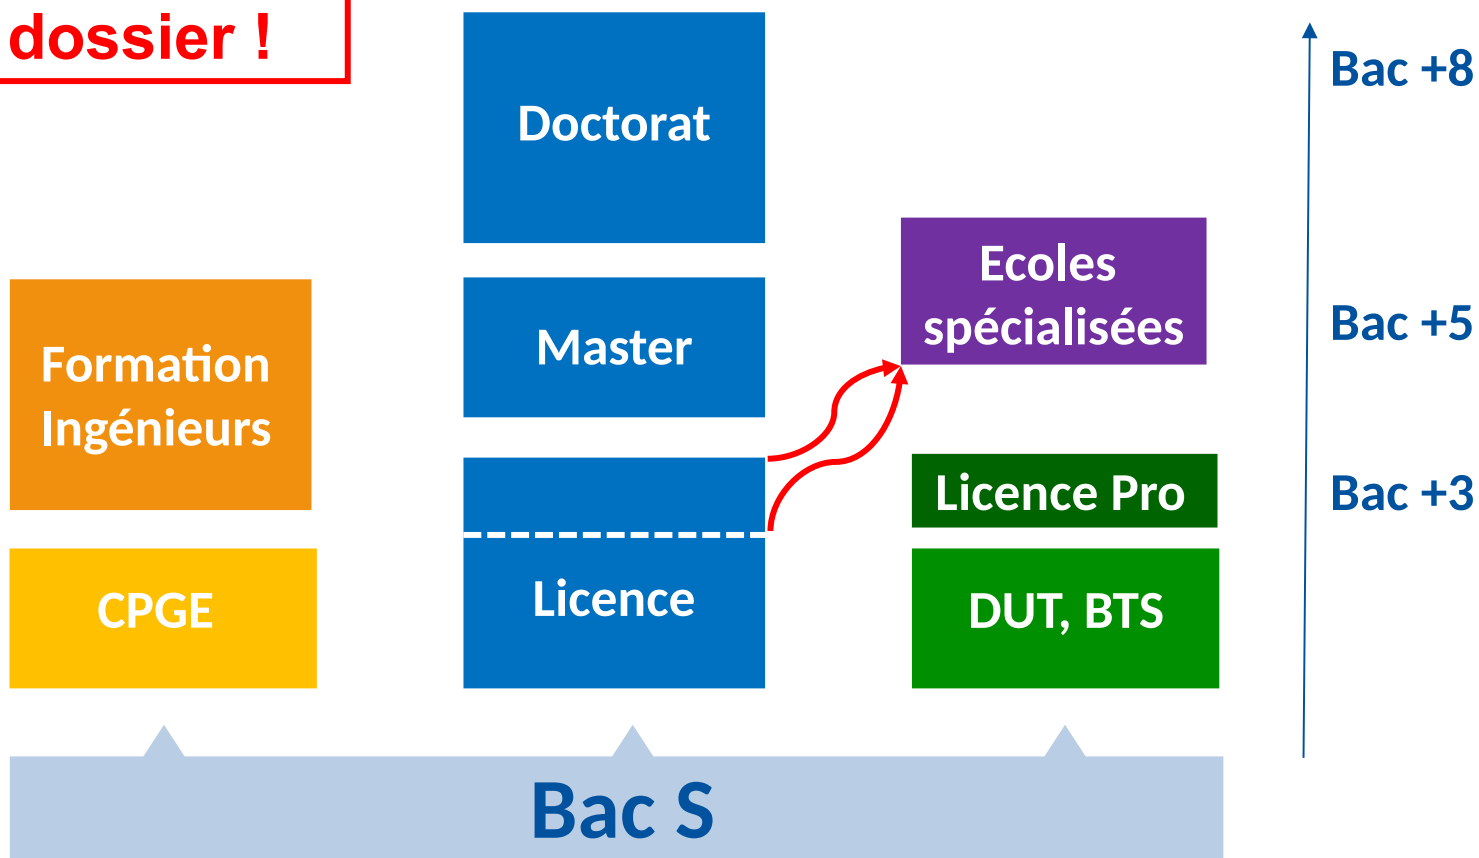 dossier !
Doctorat
Bac +8
Ecoles
spécialisées
Master
Bac +5
Formation
Ingénieurs
Licence Pro
Bac +3
CPGE
Licence
DUT, BTS
Bac S